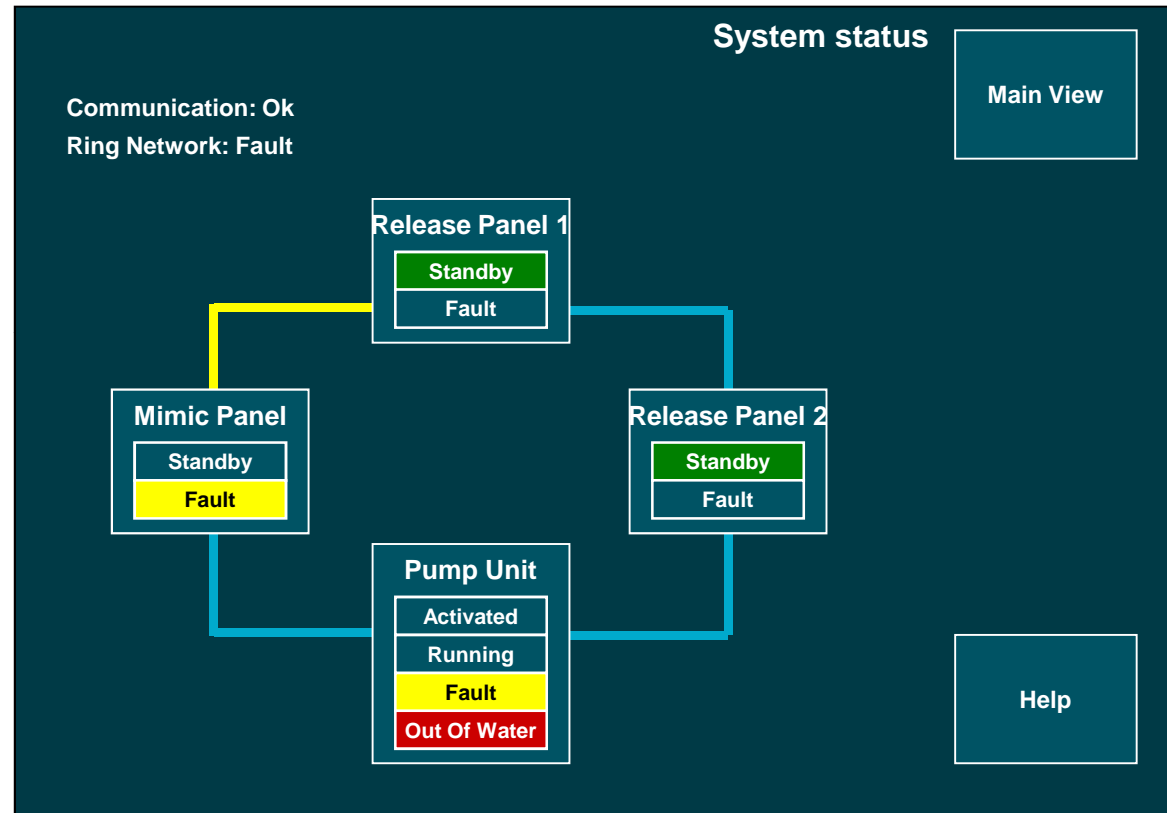 System status
Main View
Communication: Ok
Ring Network: Fault
Release Panel 1
Standby
Fault
Mimic Panel
Standby
Fault
Release Panel 2
Standby
Fault
Pump Unit
Activated
Running
Fault
Out Of Water
Help